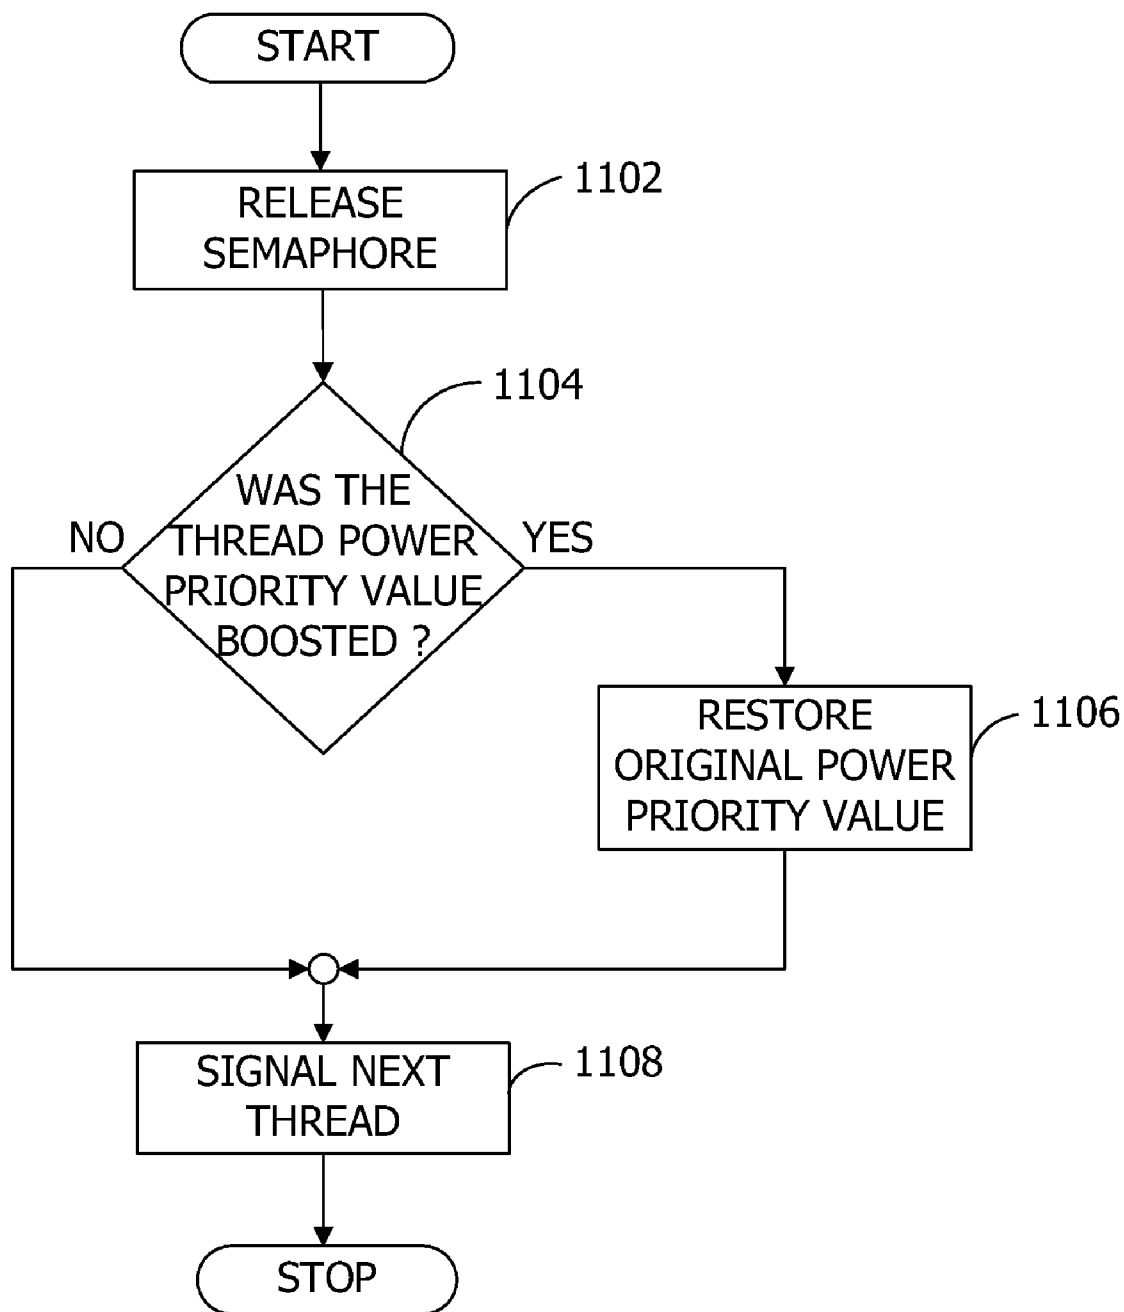 START
RELEASE
SEMAPHORE
1102
1104
WAS THE
THREAD POWER
PRIORITY VALUE
BOOSTED ?
NO
YES
RESTORE
ORIGINAL POWER
PRIORITY VALUE
1106
SIGNAL NEXT
THREAD
1108
STOP